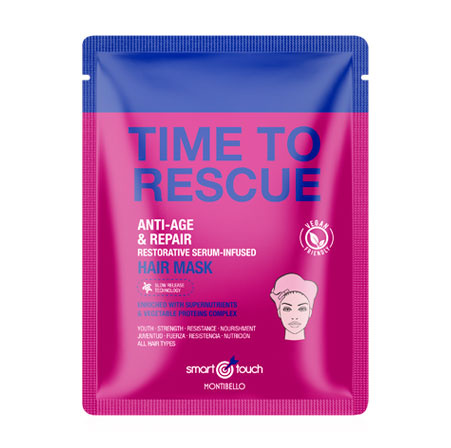 TIME TO
RESCUE
ANTI-AGE
& REPAIR
RESTORATIVE SERUM-INFUSED
HAIR MASK
SLOW RELEASE
TECHNOLOGY
VEGAN
FRIENDLY
ENRICHED WITH SUPERNUTRIENTS
& VEGETABLE PROTEINS COMPLEX
YOUTH · STRENGTH · RESISTANCE · NOURISHMENT
JUVENTUD · FUERZA · RESISTENCIA · NUTRICIÓN
ALL HAIR TYPES
smart touch
MONTIBELLO